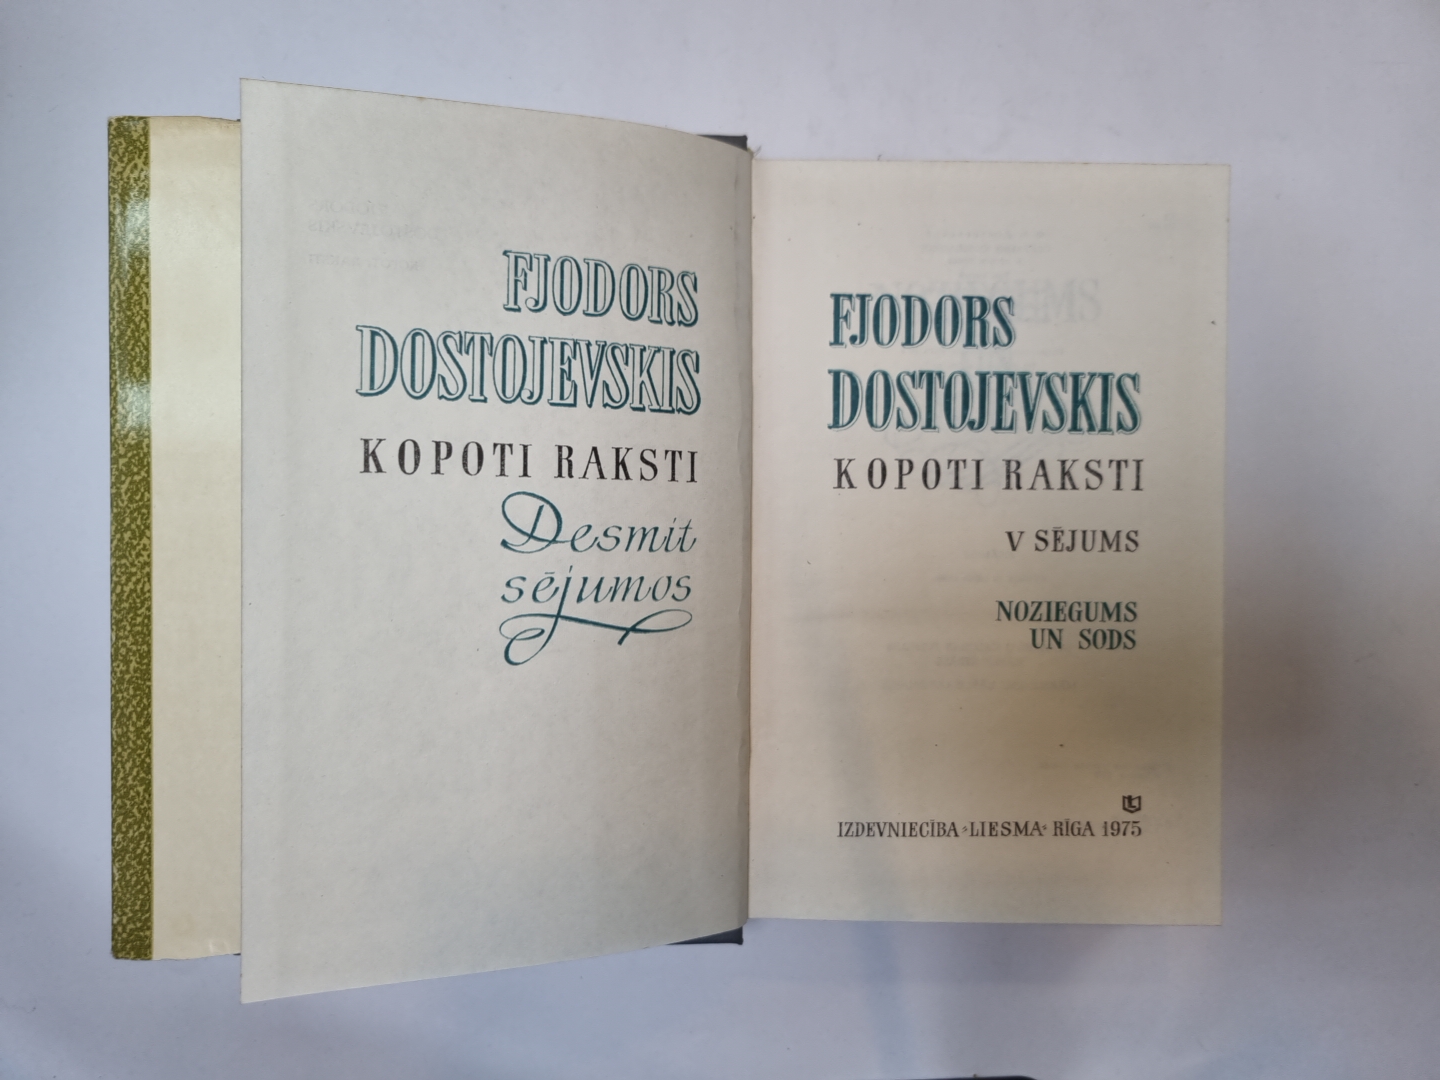 FJODORS
DOSTOJEVSKIS
KOPOTI RAKSTI
Desmit
sējumos
FJODORS
DOSTOJEVSKIS
KOPOTI RAKSTI
V SĒJUMS
NOZIEGUMS
UN SODS
IZDEVNIECĪBA «LIESMA» RĪGA 1975